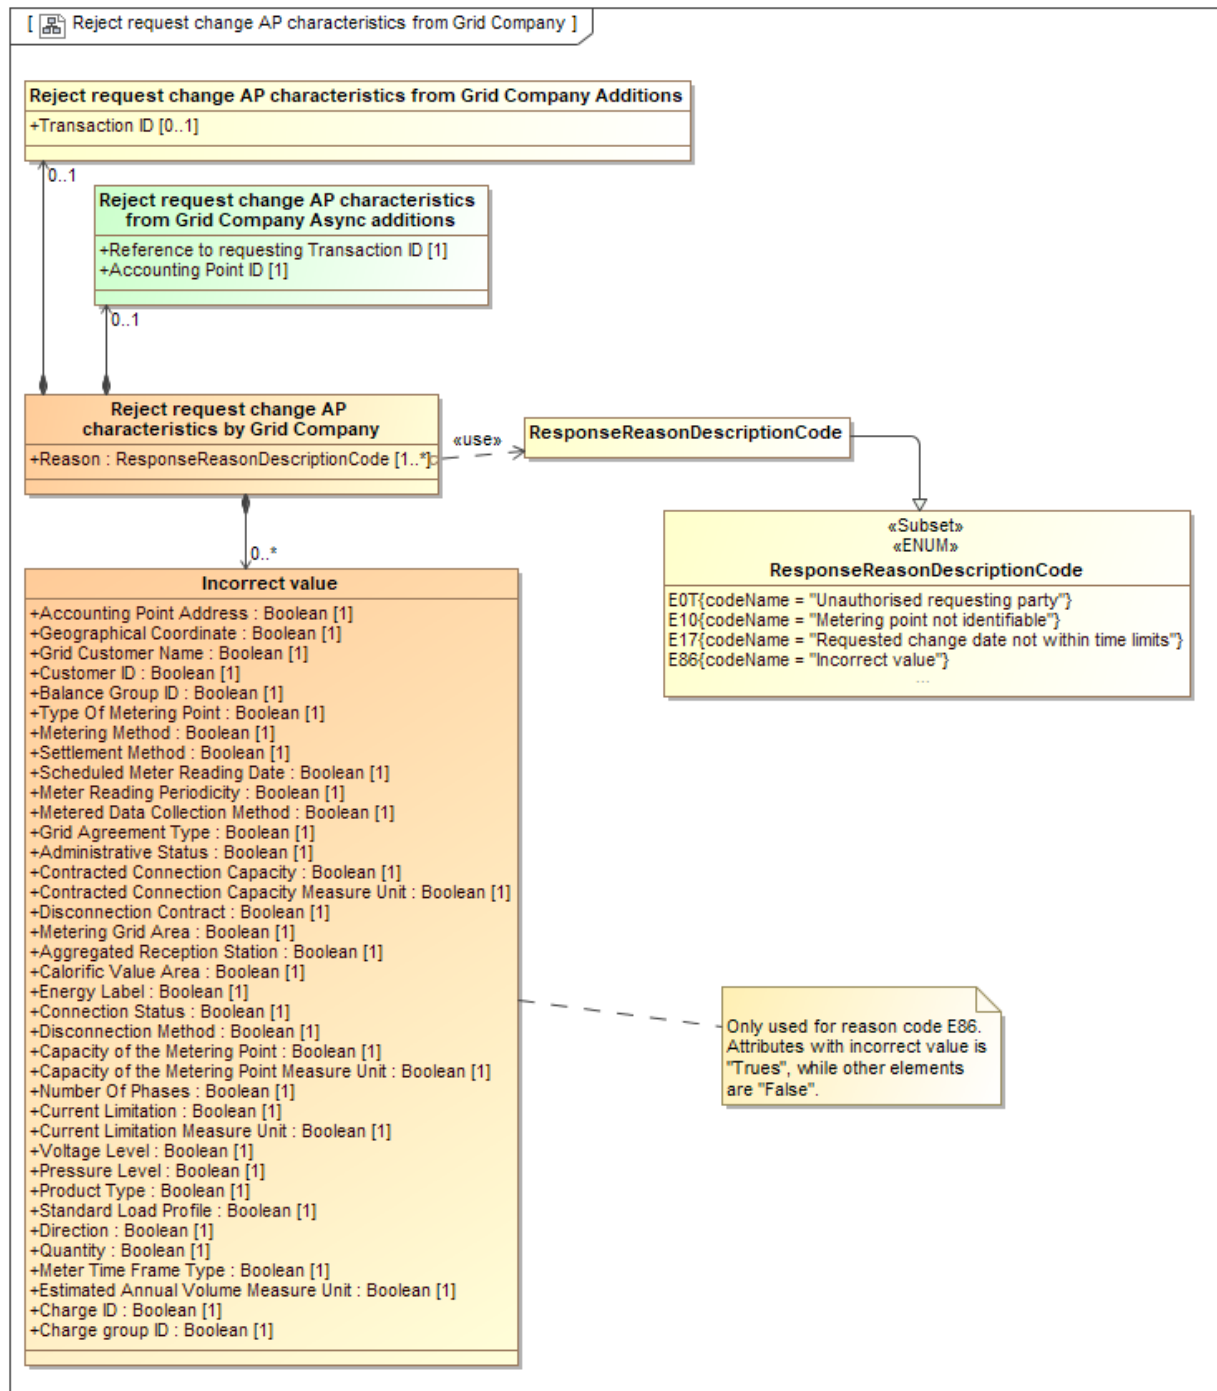 [ Reject request change AP characteristics from Grid Company ]
Reject request change AP characteristics from Grid Company Additions
+Transaction ID [0..1]
0..1
Reject request change AP characteristics
from Grid Company Async additions
+Reference to requesting Transaction ID [1]
+Accounting Point ID [1]
0..1
Reject request change AP
characteristics by Grid Company
+Reason : ResponseReasonDescriptionCode [1..*]
«use»
ResponseReasonDescriptionCode
«Subset»
«ENUM»
ResponseReasonDescriptionCode
E0T{codeName = "Unauthorised requesting party"}
E10{codeName = "Metering point not identifiable"}
E17{codeName = "Requested change date not within time limits"}
E86{codeName = "Incorrect value"}
...
0..*
Incorrect value
+Accounting Point Address : Boolean [1]
+Geographical Coordinate : Boolean [1]
+Grid Customer Name : Boolean [1]
+Customer ID : Boolean [1]
+Balance Group ID : Boolean [1]
+Type Of Metering Point : Boolean [1]
+Metering Method : Boolean [1]
+Settlement Method : Boolean [1]
+Scheduled Meter Reading Date : Boolean [1]
+Meter Reading Periodicity : Boolean [1]
+Metered Data Collection Method : Boolean [1]
+Grid Agreement Type : Boolean [1]
+Administrative Status : Boolean [1]
+Contracted Connection Capacity : Boolean [1]
+Contracted Connection Capacity Measure Unit : Boolean [1]
+Disconnection Contract : Boolean [1]
+Metering Grid Area : Boolean [1]
+Aggregated Reception Station : Boolean [1]
+Calorific Value Area : Boolean [1]
+Energy Label : Boolean [1]
+Connection Status : Boolean [1]
+Disconnection Method : Boolean [1]
+Capacity of the Metering Point : Boolean [1]
+Capacity of the Metering Point Measure Unit : Boolean [1]
+Number Of Phases : Boolean [1]
+Current Limitation : Boolean [1]
+Current Limitation Measure Unit : Boolean [1]
+Voltage Level : Boolean [1]
+Pressure Level : Boolean [1]
+Product Type : Boolean [1]
+Standard Load Profile : Boolean [1]
+Direction : Boolean [1]
+Quantity : Boolean [1]
+Meter Time Frame Type : Boolean [1]
+Estimated Annual Volume Measure Unit : Boolean [1]
+Charge ID : Boolean [1]
+Charge group ID : Boolean [1]
Only used for reason code E86.
Attributes with incorrect value is
"Trues", while other elements
are "False".